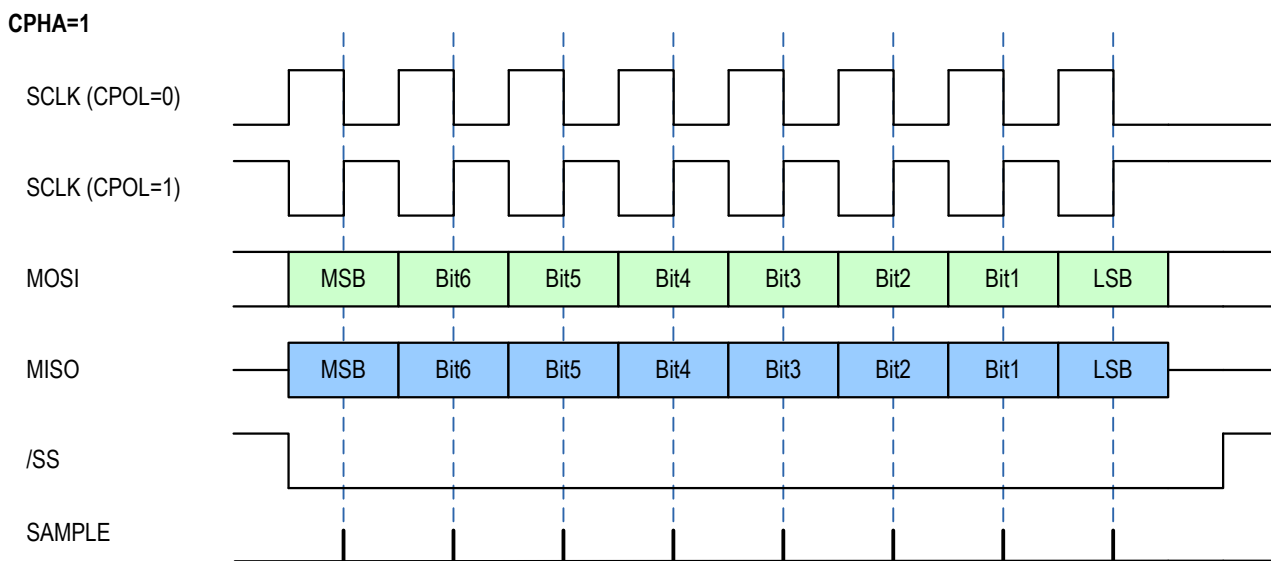 CPHA=1
SCLK (CPOL=0)
SCLK (CPOL=1)
MOSI MSB Bit6 Bit5 Bit4 Bit3 Bit2 Bit1 LSB
MISO MSB Bit6 Bit5 Bit4 Bit3 Bit2 Bit1 LSB
/SS
SAMPLE